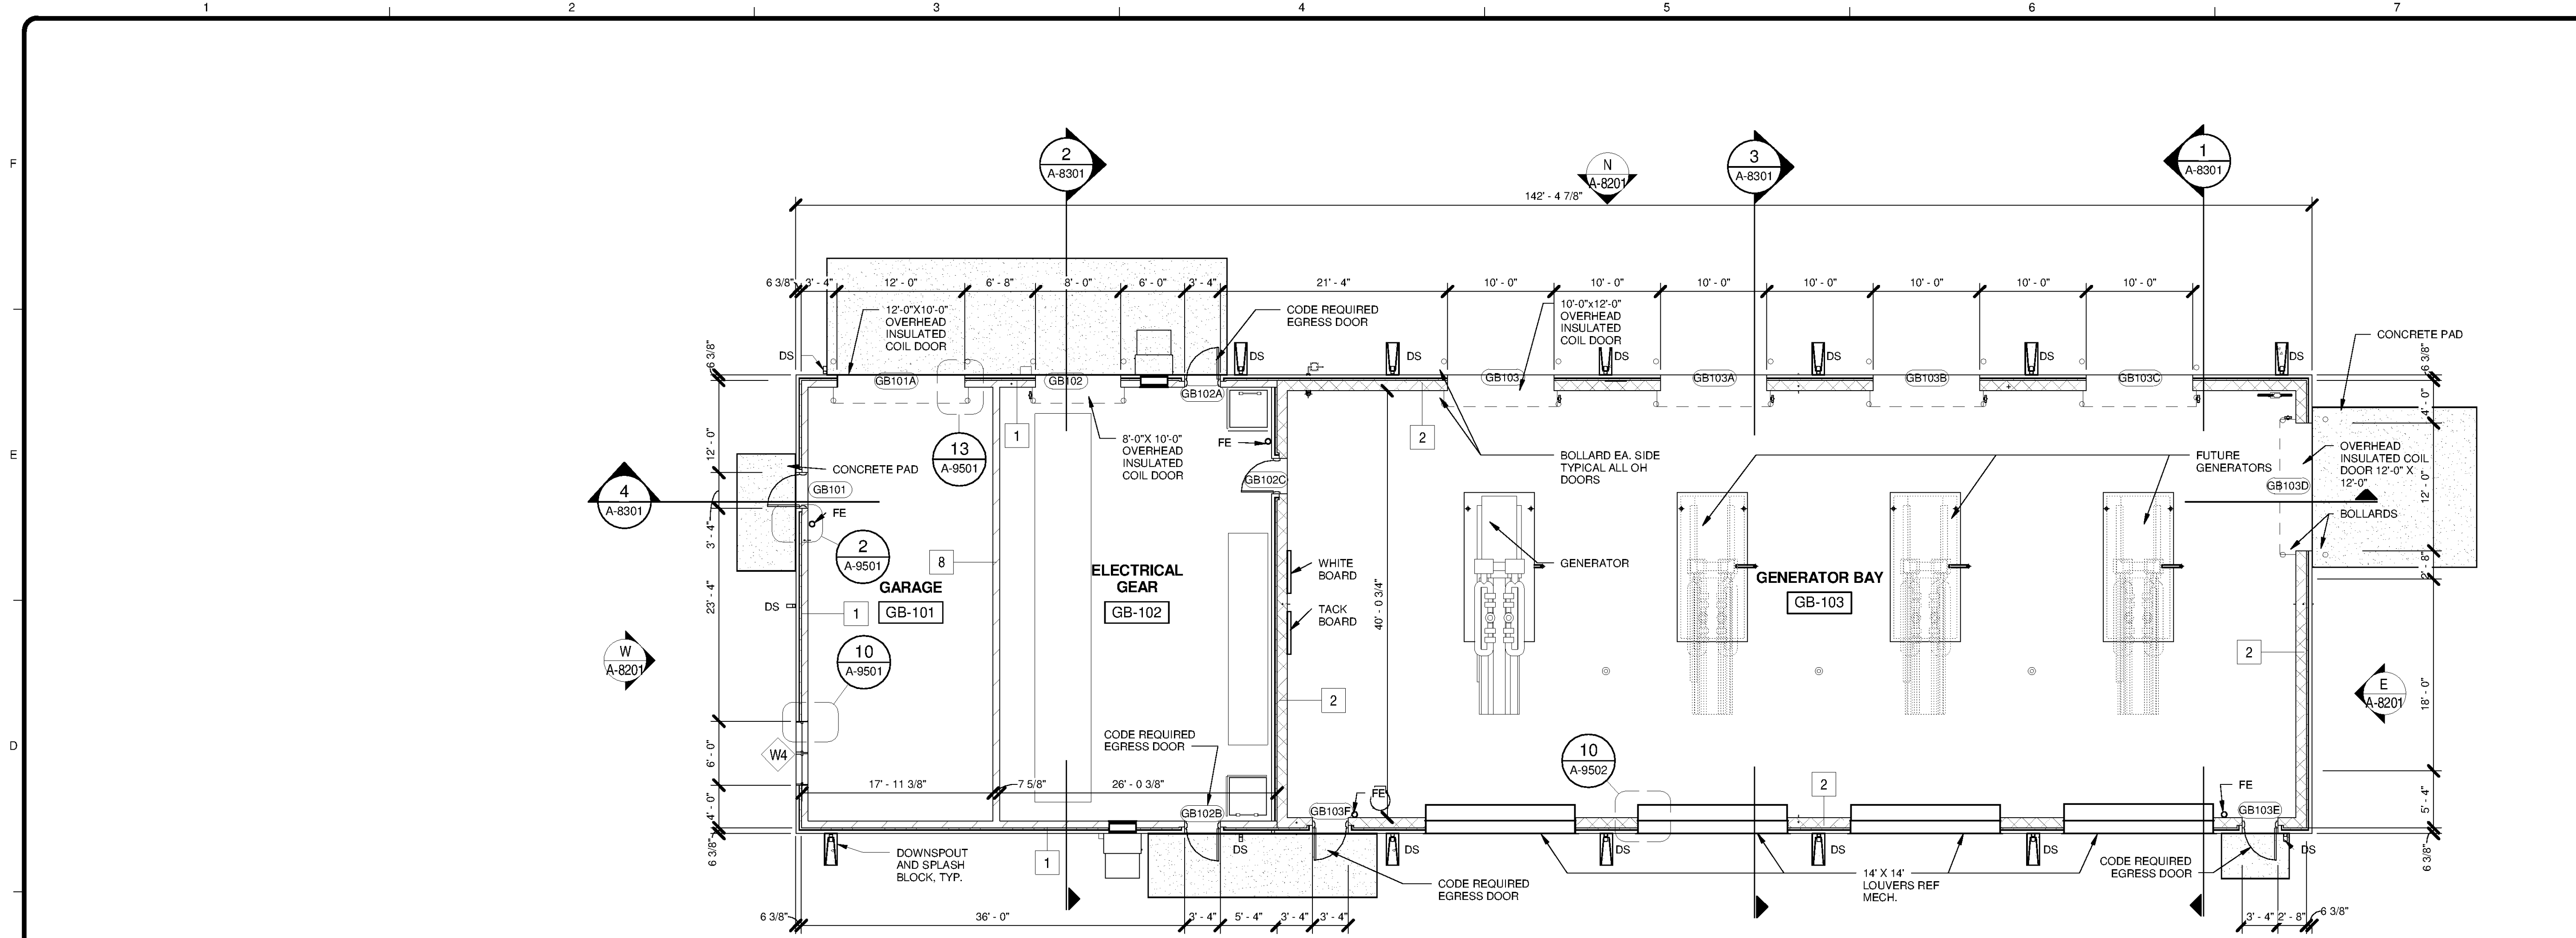 1
2
3
4
5
6
7
F
E
D
2
A-8301
N
A-8201
3
A-8301
1
A-8301
142' - 4 7/8"
6 3/8"
3' - 4"
12' - 0"
6' - 8"
8' - 0"
6' - 0"
3' - 4"
21' - 4"
10' - 0"
10' - 0"
10' - 0"
10' - 0"
10' - 0"
10' - 0"
10' - 0"
12'-0"X10'-0"
OVERHEAD
INSULATED
COIL DOOR
CODE REQUIRED
EGRESS DOOR
10'-0"x12'-0"
OVERHEAD
INSULATED
COIL DOOR
CONCRETE PAD
6 3/8"
DS
DS
DS
DS
DS
DS
DS
6 3/8"
GB101A
GB102
GB102A
GB103
GB103A
GB103B
GB103C
4' - 0"
12' - 0"
13
A-9501
1
8'-0"X 10'-0"
OVERHEAD
INSULATED
COIL DOOR
FE
2
BOLLARD EA. SIDE
TYPICAL ALL OH
DOORS
FUTURE
GENERATORS
OVERHEAD
INSULATED COIL
DOOR 12'-0" X
12'-0"
CONCRETE PAD
GB101
GB102C
GB103D
12' - 0"
4
A-8301
FE
BOLLARDS
3' - 4"
2
A-9501
8
WHITE
BOARD
GENERATOR
2' - 8"
GARAGE
GB-101
ELECTRICAL
GEAR
GB-102
GENERATOR BAY
GB-103
23' - 4"
DS
1
TACK
BOARD
40' - 0 3/4"
W
A-8201
10
A-9501
2
2
E
A-8201
18' - 0"
W4
6' - 0"
CODE REQUIRED
EGRESS DOOR
10
A-9502
17' - 11 3/8"
7 5/8"
26' - 0 3/8"
2
FE
FE
4' - 0"
GB102B
GB103F
GB103E
5' - 4"
6 3/8"
DOWNSPOUT
AND SPLASH
BLOCK, TYP.
1
DS
DS
DS
DS
DS
DS
6 3/8"
CODE REQUIRED
EGRESS DOOR
14' X 14'
LOUVERS REF
MECH.
CODE REQUIRED
EGRESS DOOR
6 3/8"
36' - 0"
3' - 4"
5' - 4"
3' - 4"
3' - 4"
3' - 4"
2' - 8"
6 3/8"